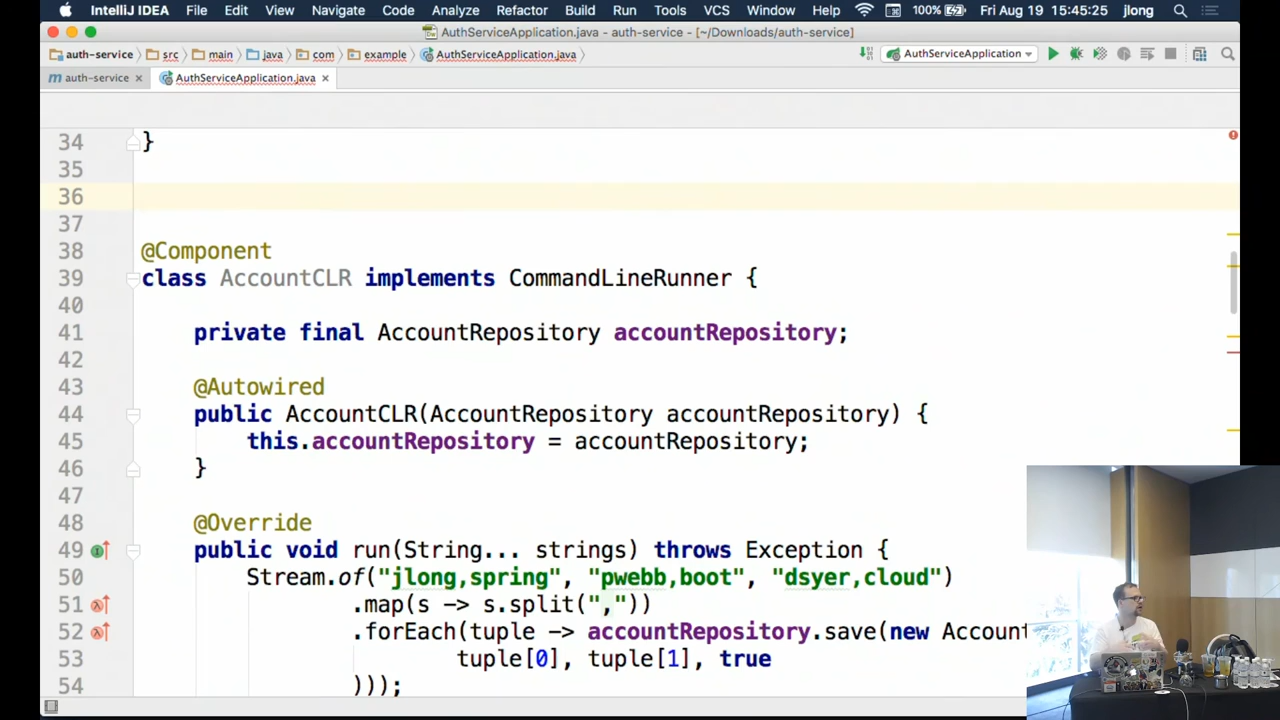 IntelliJ IDEA File Edit View Navigate Code Analyze Refactor Build Run Tools VCS Window Help 100% Fri Aug 19 15:45:25 jlong
AuthServiceApplication.java - auth-service - [~/Downloads/auth-service]
auth-service src main java com example AuthServiceApplication.java AuthServiceApplication
m auth-service AuthServiceApplication.java
34 }
35
36
37
38 @Component
39 class AccountCLR implements CommandLineRunner {
40
41 private final AccountRepository accountRepository;
42
43 @Autowired
44 public AccountCLR(AccountRepository accountRepository) {
45 this.accountRepository = accountRepository;
46 }
47
48 @Override
49 public void run(String... strings) throws Exception {
50 Stream.of("jlong,spring", "pwebb,boot", "dsyer,cloud")
51 .map(s -> s.split(","))
52 .forEach(tuple -> accountRepository.save(new Account
53 tuple[0], tuple[1], true
54 )));